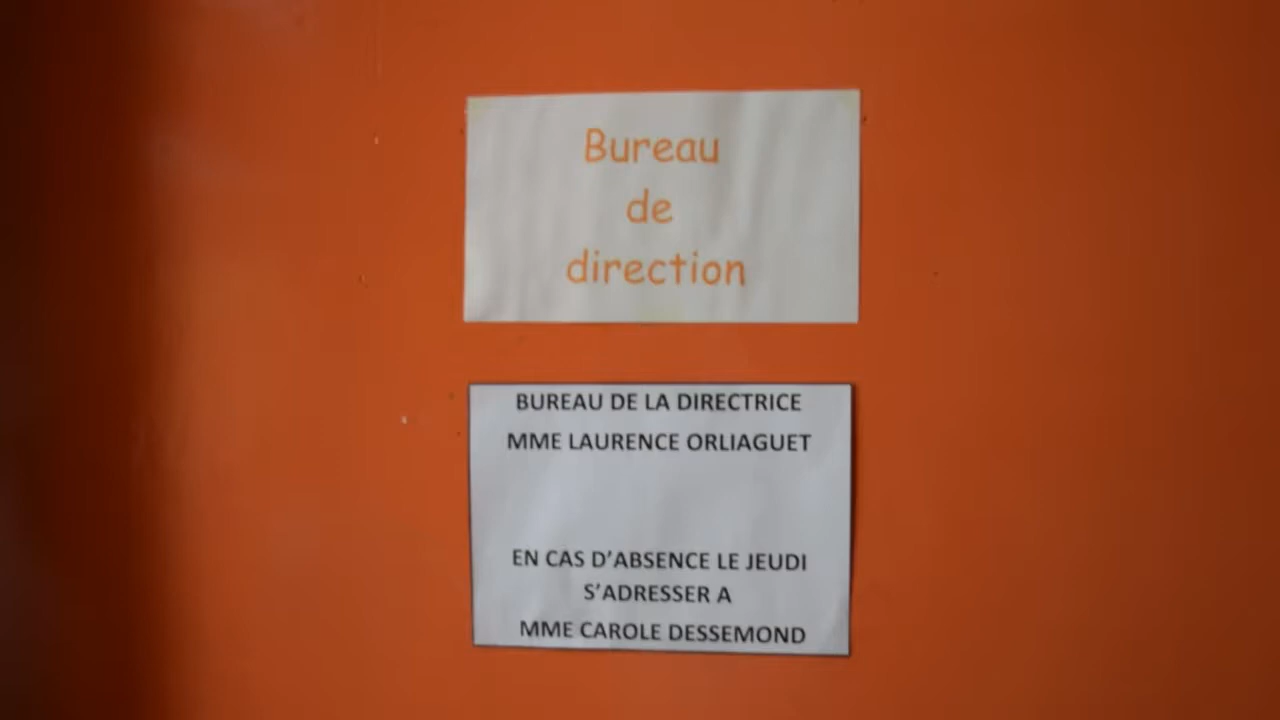 Bureau
de
direction
BUREAU DE LA DIRECTRICE
MME LAURENCE ORLIAGUET
EN CAS D'ABSENCE LE JEUDI
S'ADRESSER A
MME CAROLE DESSEMOND